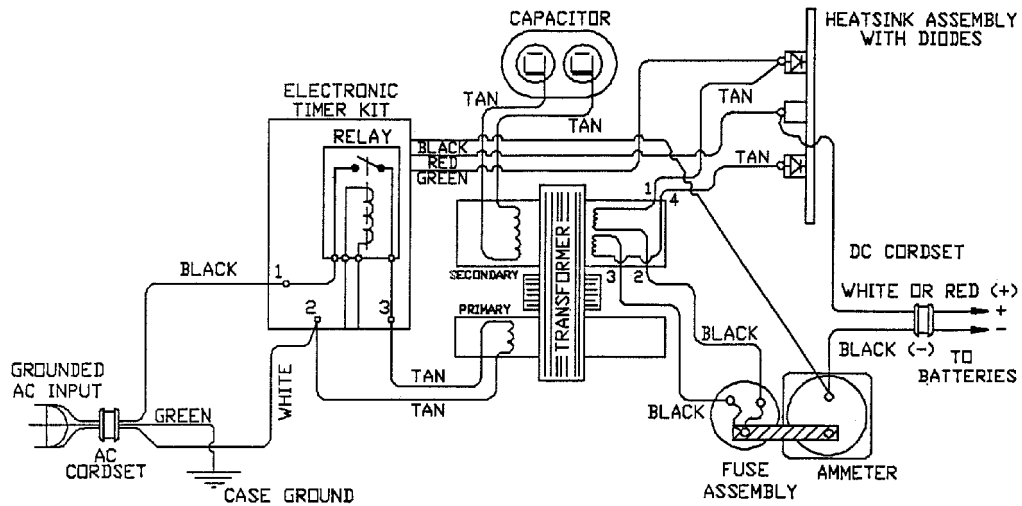 CAPACITOR
HEATSINK ASSEMBLY
WITH DIODES
ELECTRONIC
TIMER KIT
RELAY
TAN
TAN
TAN
TAN
BLACK
RED
GREEN
1
4
BLACK
1
2
3
SECONDARY
TRANSFORMER
3
2
PRIMARY
DC CORDSET
WHITE OR RED (+)
+
-
BLACK (-)
TO
BATTERIES
GROUNDED
AC INPUT
GREEN
WHITE
TAN
TAN
BLACK
BLACK
AC
CORDSET
CASE GROUND
FUSE
ASSEMBLY
AMMETER